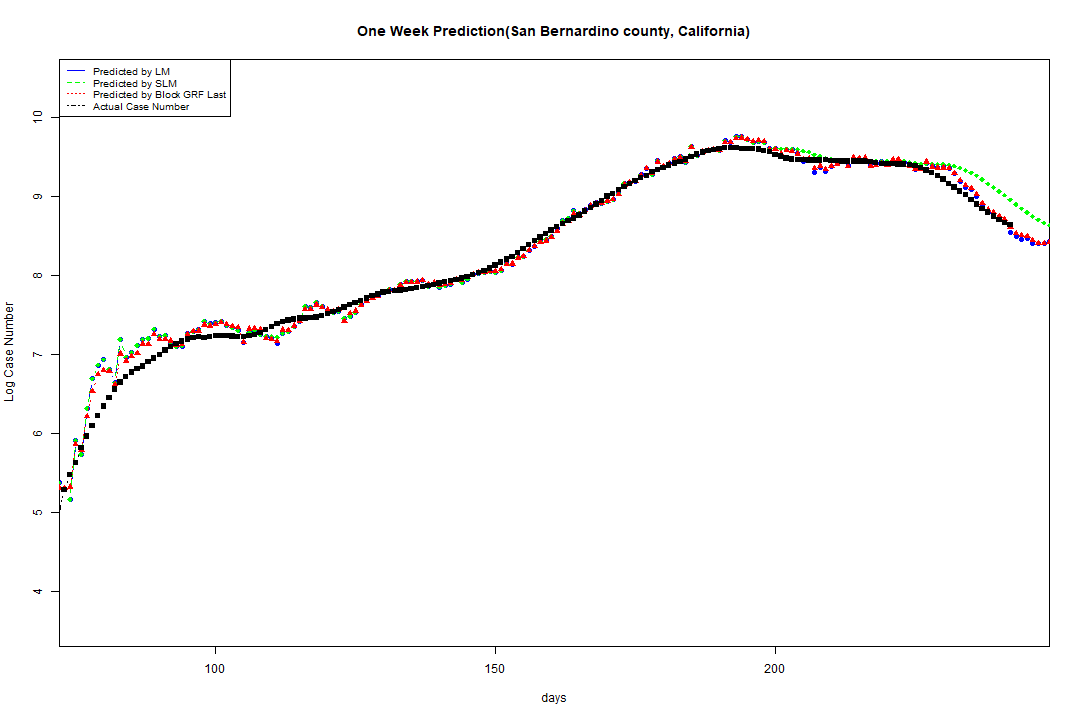 One Week Prediction(San Bernardino county, California)
Predicted by LM
Predicted by SLM
Predicted by Block GRF Last
Actual Case Number
10
9
8
7
6
5
4
Log Case Number
100
150
200
days